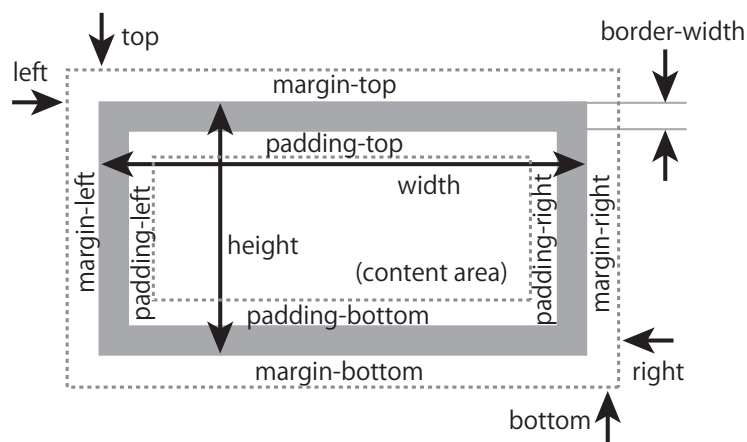 top
border-width
left
margin-top
padding-top
width
margin-left
padding-left
height
(content area)
padding-right
margin-right
padding-bottom
margin-bottom
right
bottom